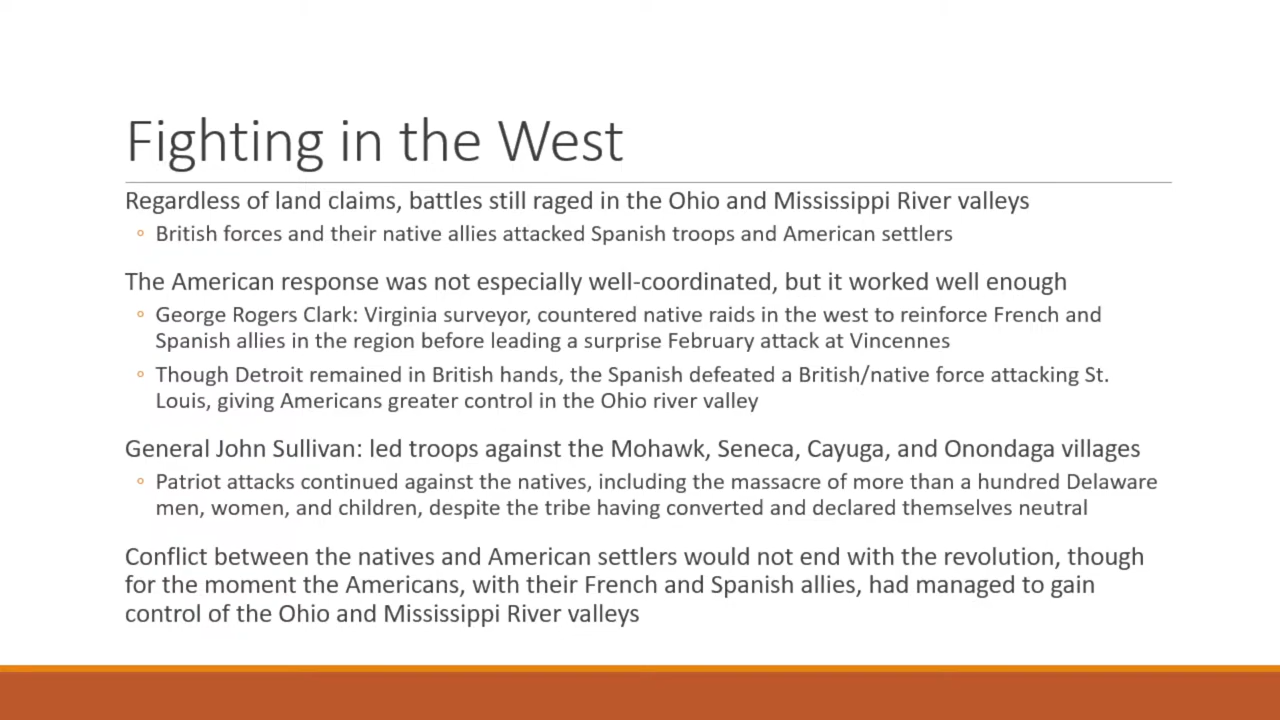 Fighting in the West
Regardless of land claims, battles still raged in the Ohio and Mississippi River valleys
◦ British forces and their native allies attacked Spanish troops and American settlers
The American response was not especially well-coordinated, but it worked well enough
◦ George Rogers Clark: Virginia surveyor, countered native raids in the west to reinforce French and
Spanish allies in the region before leading a surprise February attack at Vincennes
◦ Though Detroit remained in British hands, the Spanish defeated a British/native force attacking St.
Louis, giving Americans greater control in the Ohio river valley
General John Sullivan: led troops against the Mohawk, Seneca, Cayuga, and Onondaga villages
◦ Patriot attacks continued against the natives, including the massacre of more than a hundred Delaware
men, women, and children, despite the tribe having converted and declared themselves neutral
Conflict between the natives and American settlers would not end with the revolution, though
for the moment the Americans, with their French and Spanish allies, had managed to gain
control of the Ohio and Mississippi River valleys